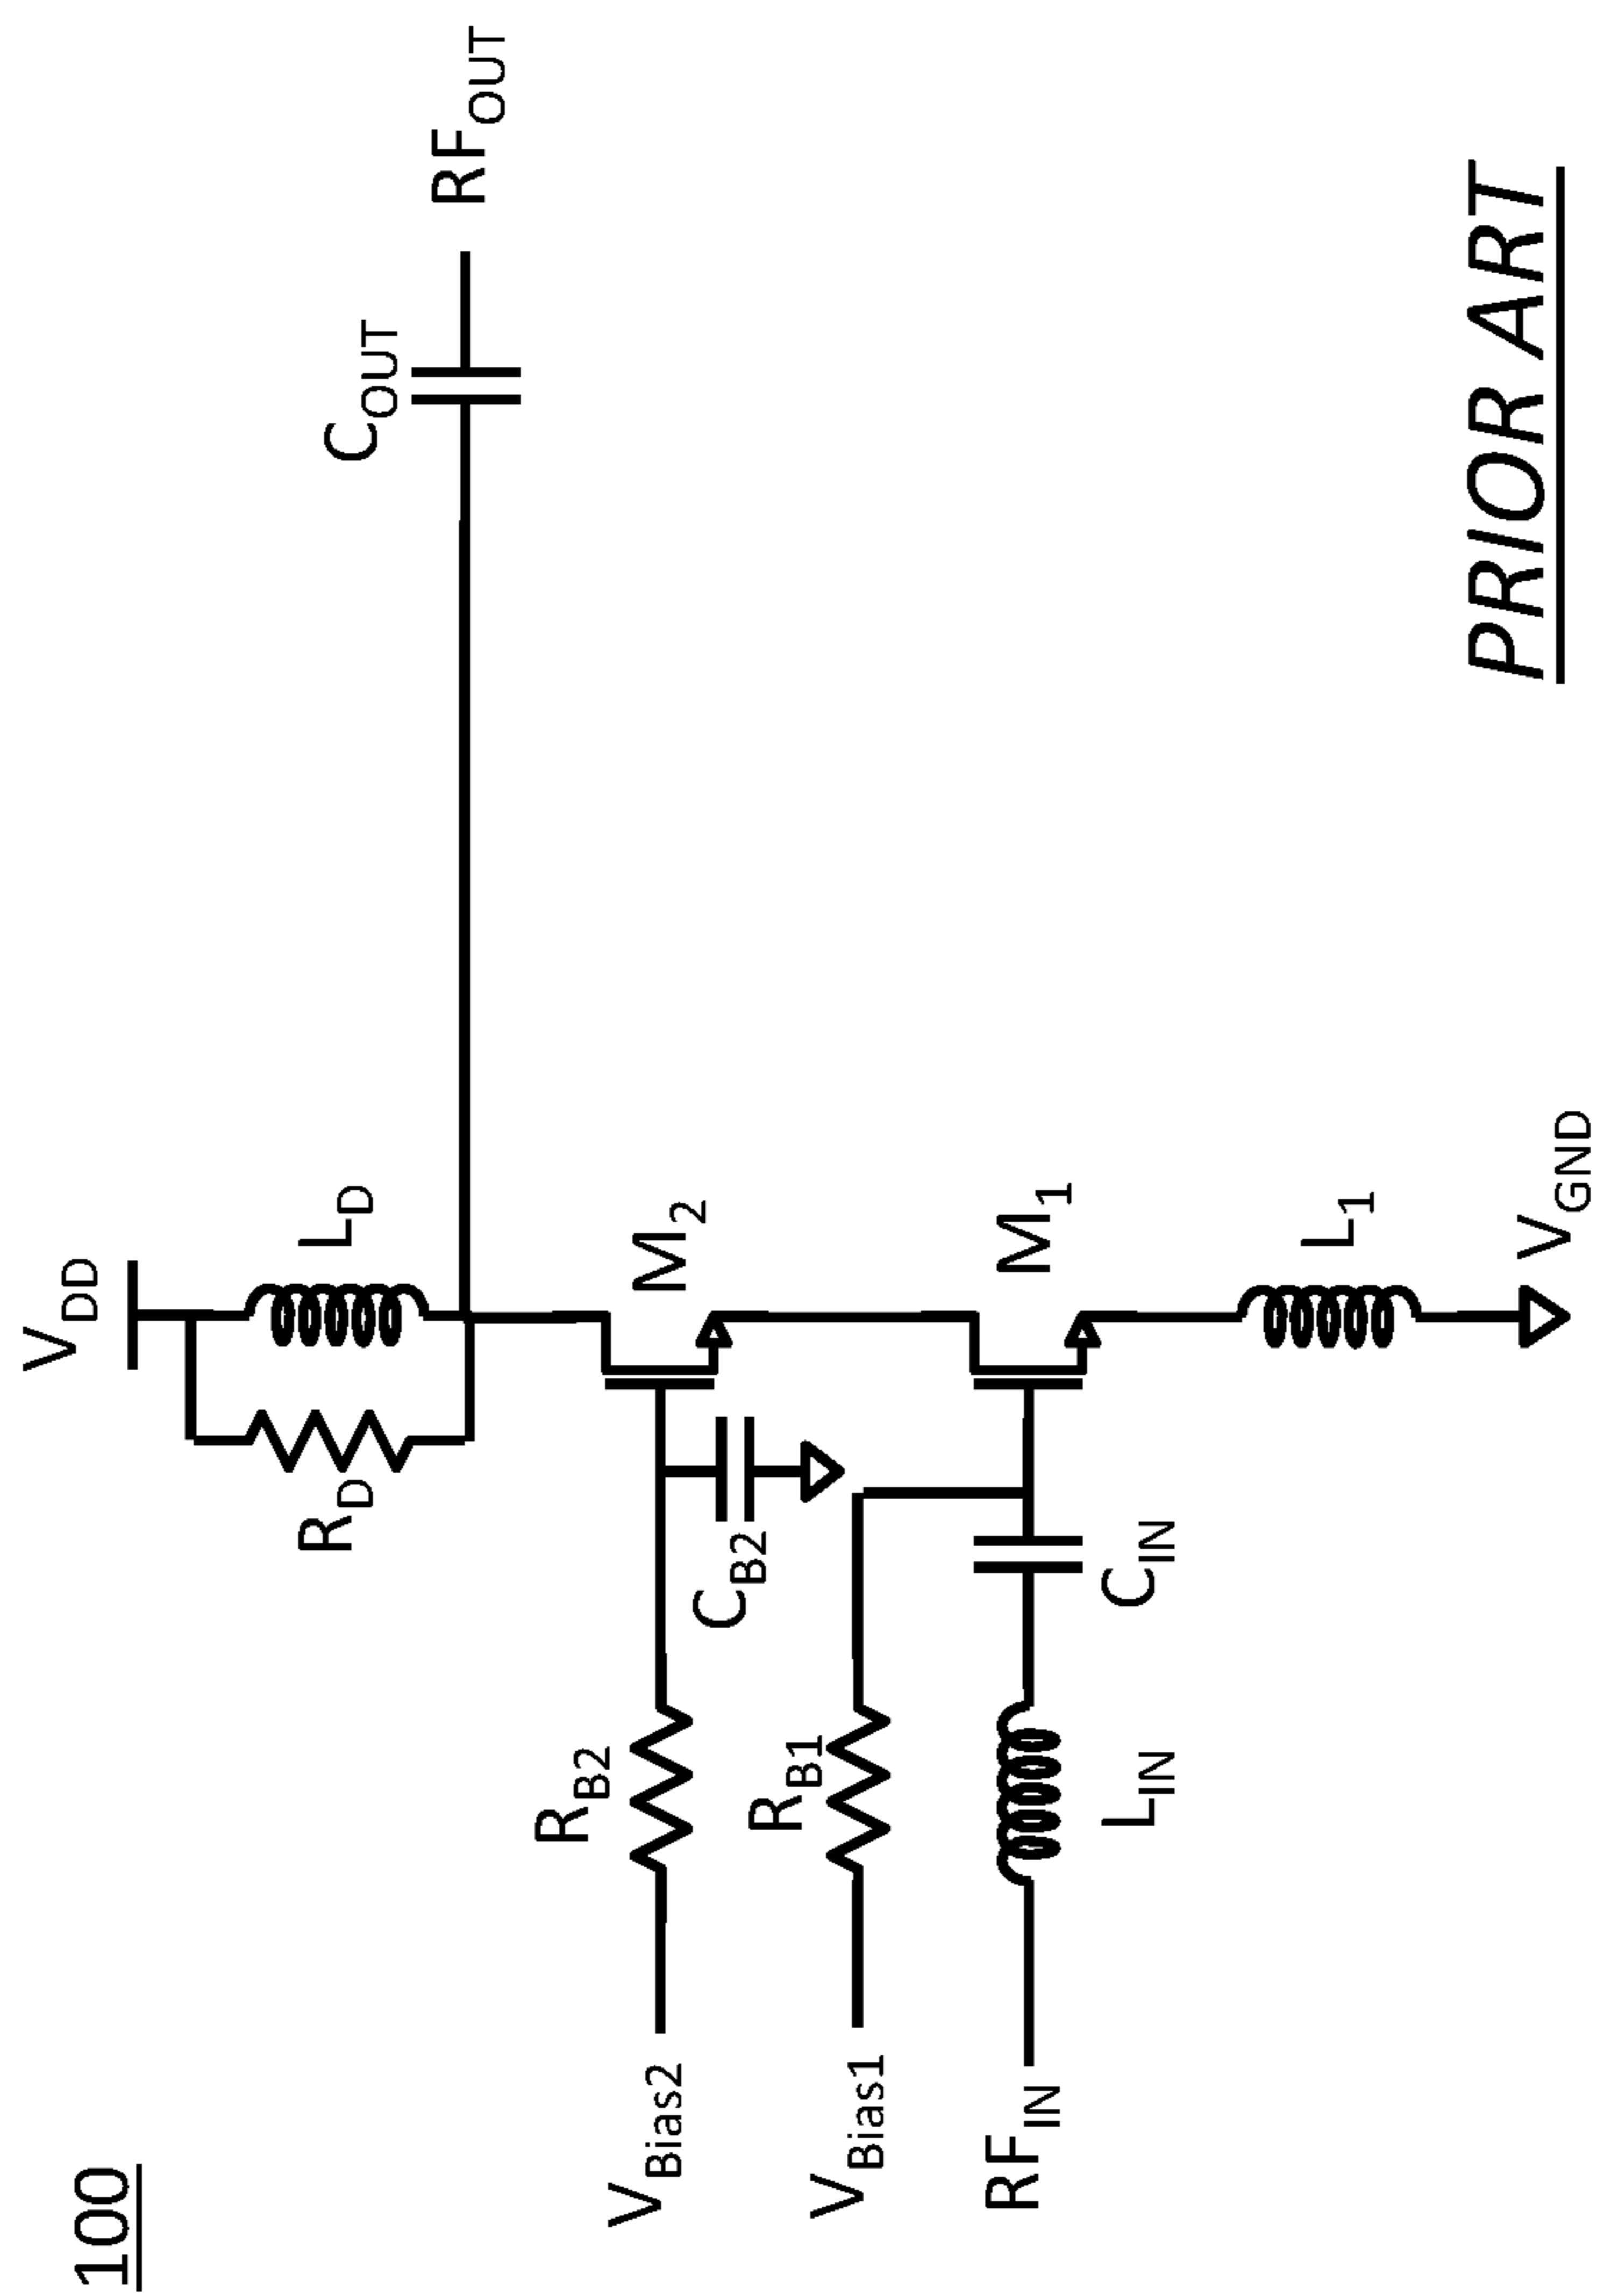 100
V_DD
R_D
L_D
C_OUT
RF_OUT
V_Bias2
R_B2
C_B2
M_2
V_Bias1
R_B1
RF_IN
L_IN
C_IN
M_1
L_1
V_GND
PRIOR ART